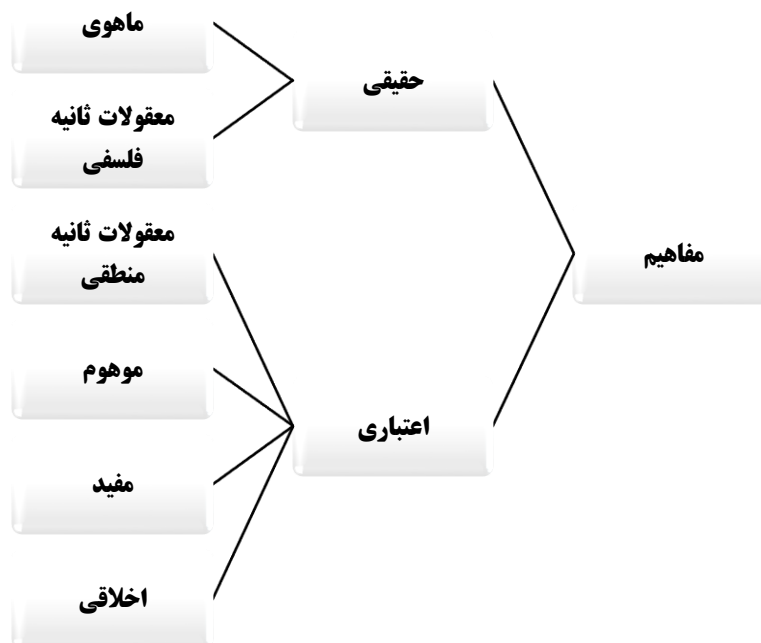 مفاهیم
حقیقی
ماهوی
معقولات ثانیه
فلسفی
اعتباری
معقولات ثانیه
منطقی
موهوم
مفید
اخلاقی